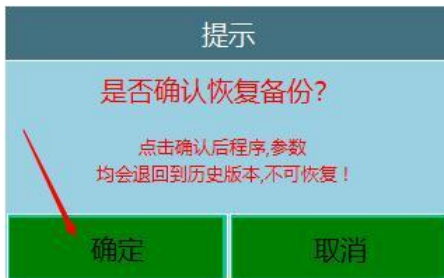 提示
是否确认恢复备份?
点击确认后程序,参数
均会退回到历史版本,不可恢复!
确定
取消